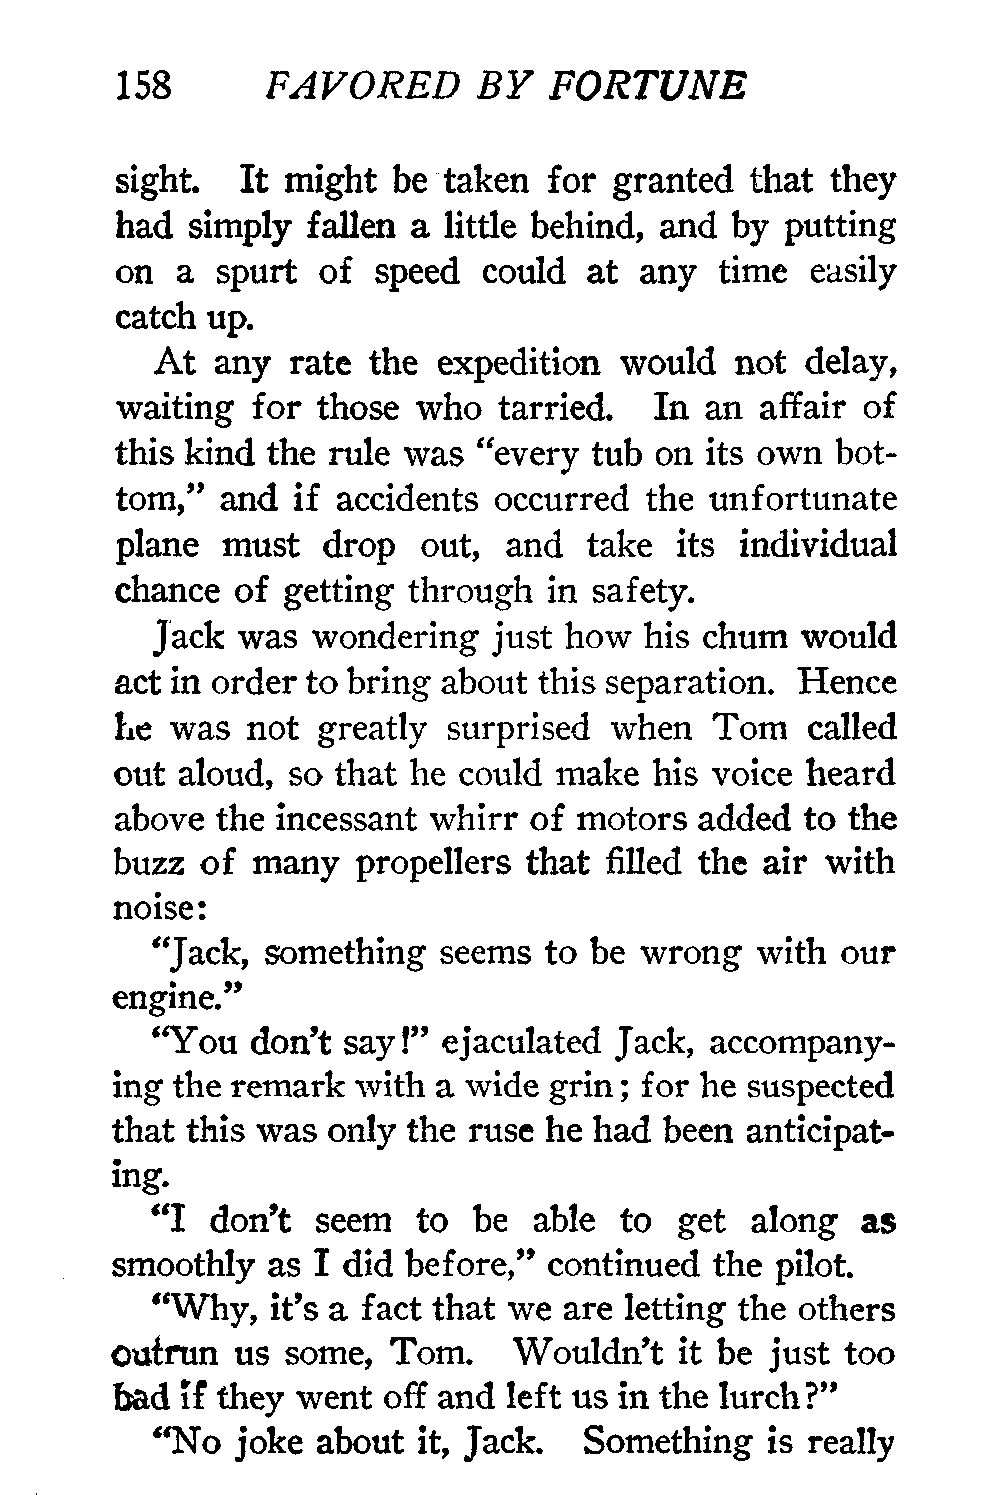 158 FAVORED BY FORTUNE
sight. It might be taken for granted that they
had simply fallen a little behind, and by putting
on a spurt of speed could at any time easily
catch up.
At any rate the expedition would not delay,
waiting for those who tarried. In an affair of
this kind the rule was “every tub on its own bot-
tom,” and if accidents occurred the unfortunate
plane must drop out, and take its individual
chance of getting through in safety.
Jack was wondering just how his chum would
act in order to bring about this separation. Hence
he was not greatly surprised when Tom called
out aloud, so that he could make his voice heard
above the incessant whirr of motors added to the
buzz of many propellers that filled the air with
noise:
“Jack, something seems to be wrong with our
engine.”
“You don’t say!” ejaculated Jack, accompany-
ing the remark with a wide grin; for he suspected
that this was only the ruse he had been anticipat-
ing.
“I don’t seem to be able to get along as
smoothly as I did before,” continued the pilot.
“Why, it’s a fact that we are letting the others
outrun us some, Tom. Wouldn’t it be just too
bad if they went off and left us in the lurch?”
“No joke about it, Jack. Something is really